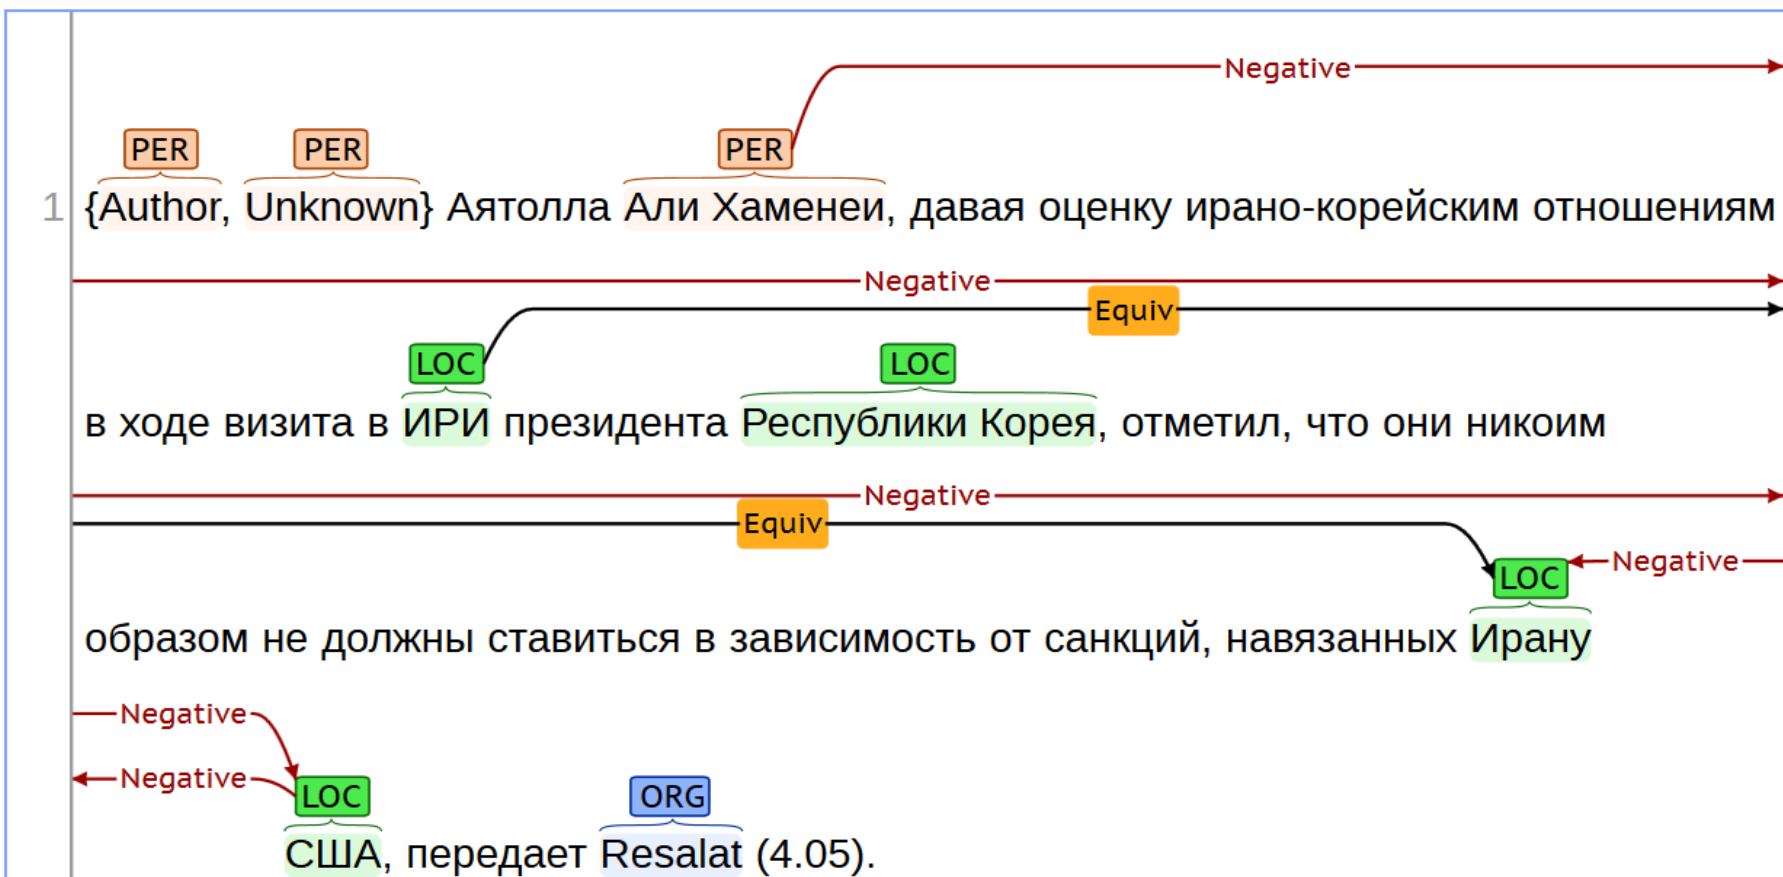 Negative
PER PER PER
1 {Author, Unknown} Аятолла Али Хаменеи, давая оценку ирано-корейским отношениям
Negative
Equiv
LOC LOC
в ходе визита в ИРИ президента Республики Корея, отметил, что они никоим
Negative
Equiv
LOC Negative
образом не должны ставиться в зависимость от санкций, навязанных Ирану
Negative
Negative LOC ORG
США, передает Resalat (4.05).